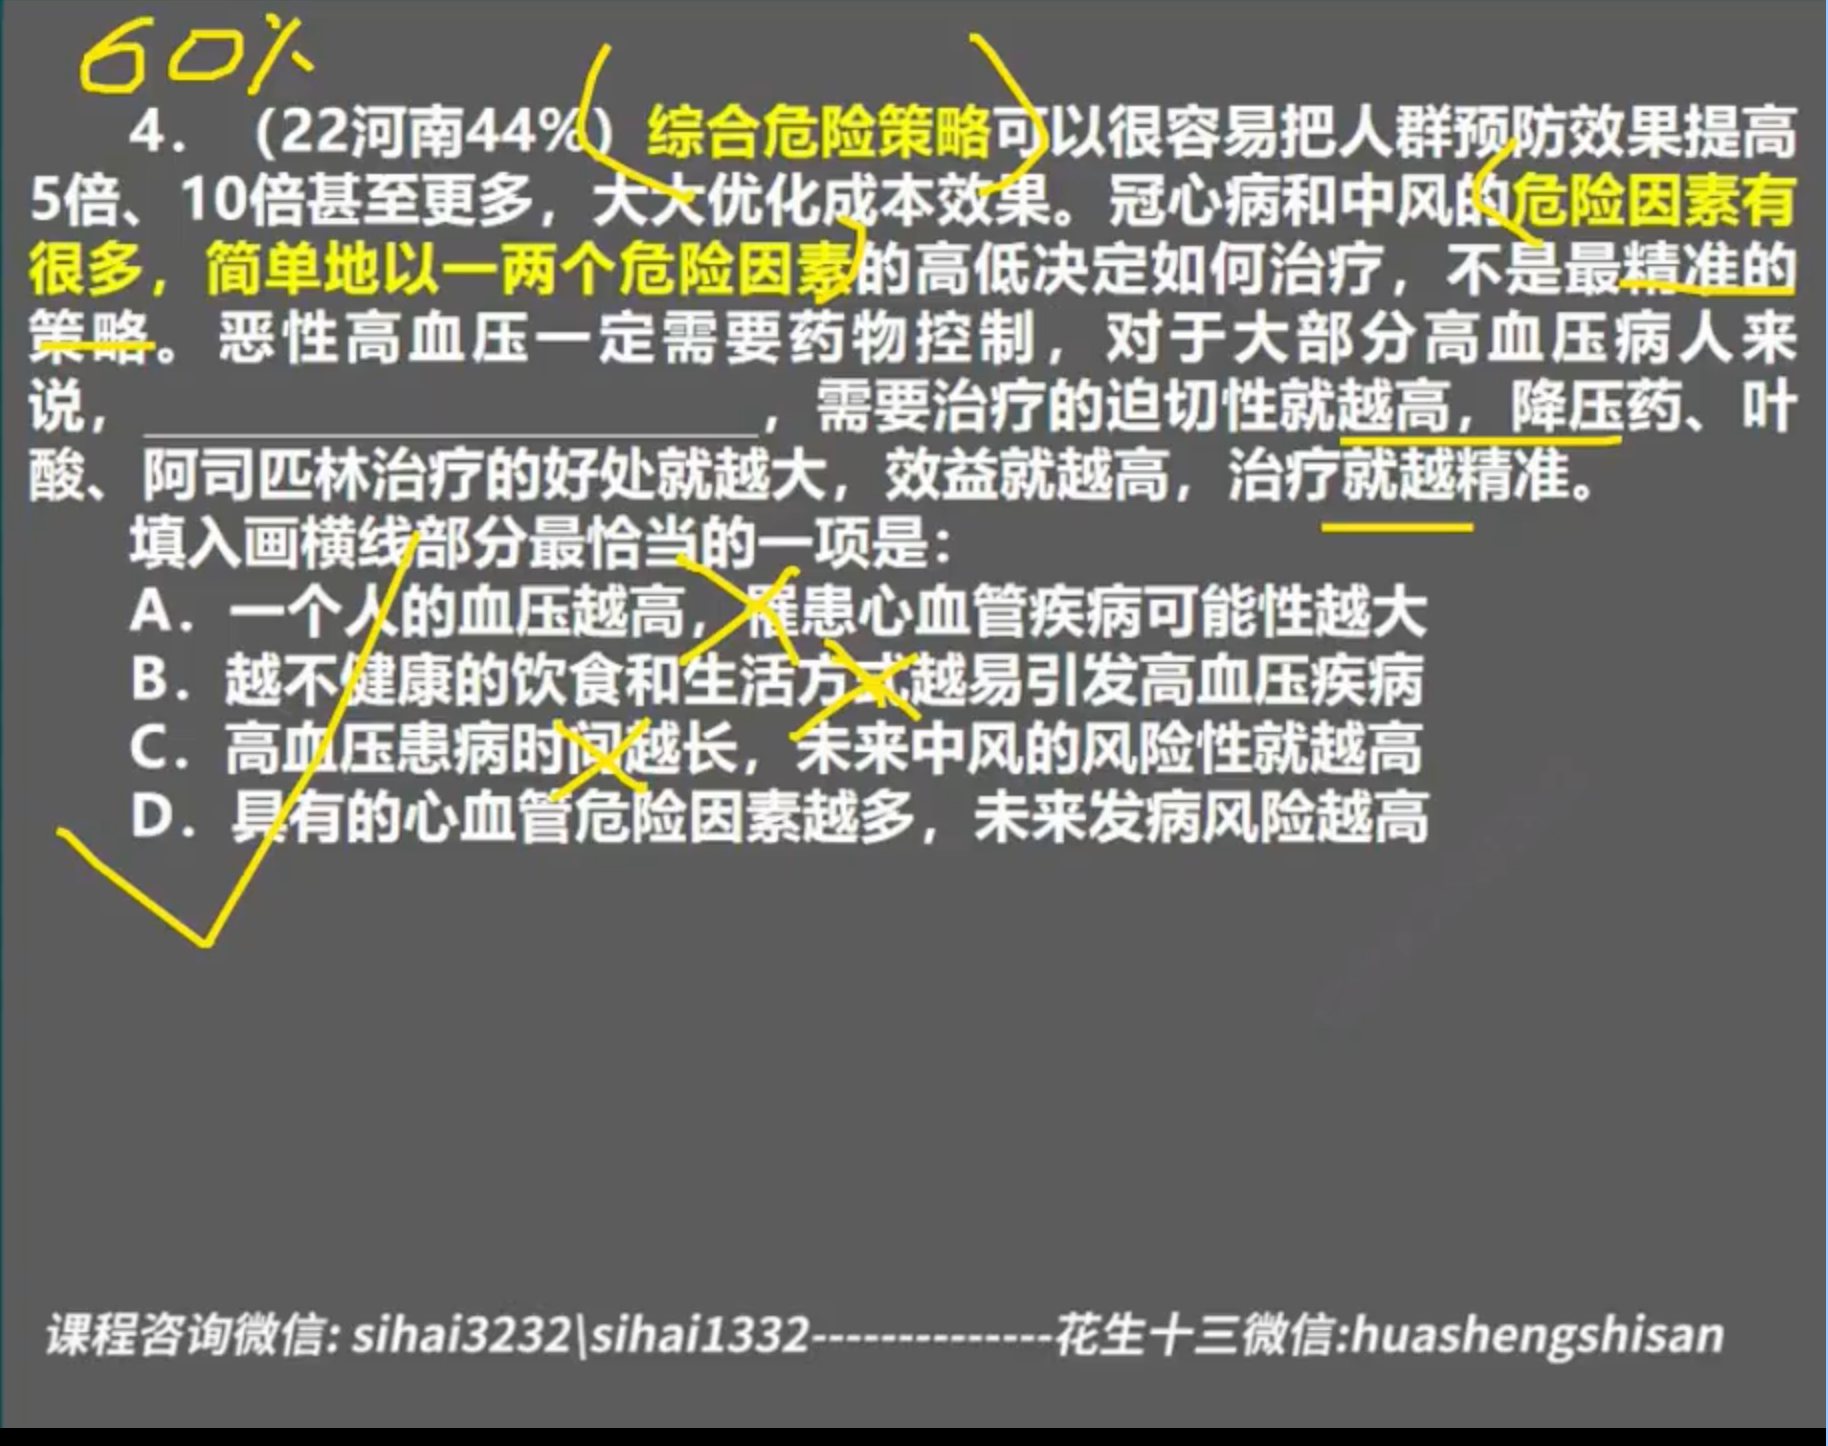 60%
4. （22河南44%）综合危险策略可以很容易把人群预防效果提高
5倍、10倍甚至更多，大大优化成本效果。冠心病和中风的危险因素有
很多，简单地以一两个危险因素的高低决定如何治疗，不是最精准的
策略。恶性高血压一定需要药物控制，对于大部分高血压病人来
说，____________________，需要治疗的迫切性就越高，降压药、叶
酸、阿司匹林治疗的好处就越大，效益就越高，治疗就越精准。
填入画横线部分最恰当的一项是：
A. 一个人的血压越高，罹患心血管疾病可能性越大
B. 越不健康的饮食和生活方式越易引发高血压疾病
C. 高血压患病时间越长，未来中风的风险性就越高
D. 具有的心血管危险因素越多，未来发病风险越高
课程咨询微信: sihai3232\sihai1332--------------花生十三微信:huashengshisan